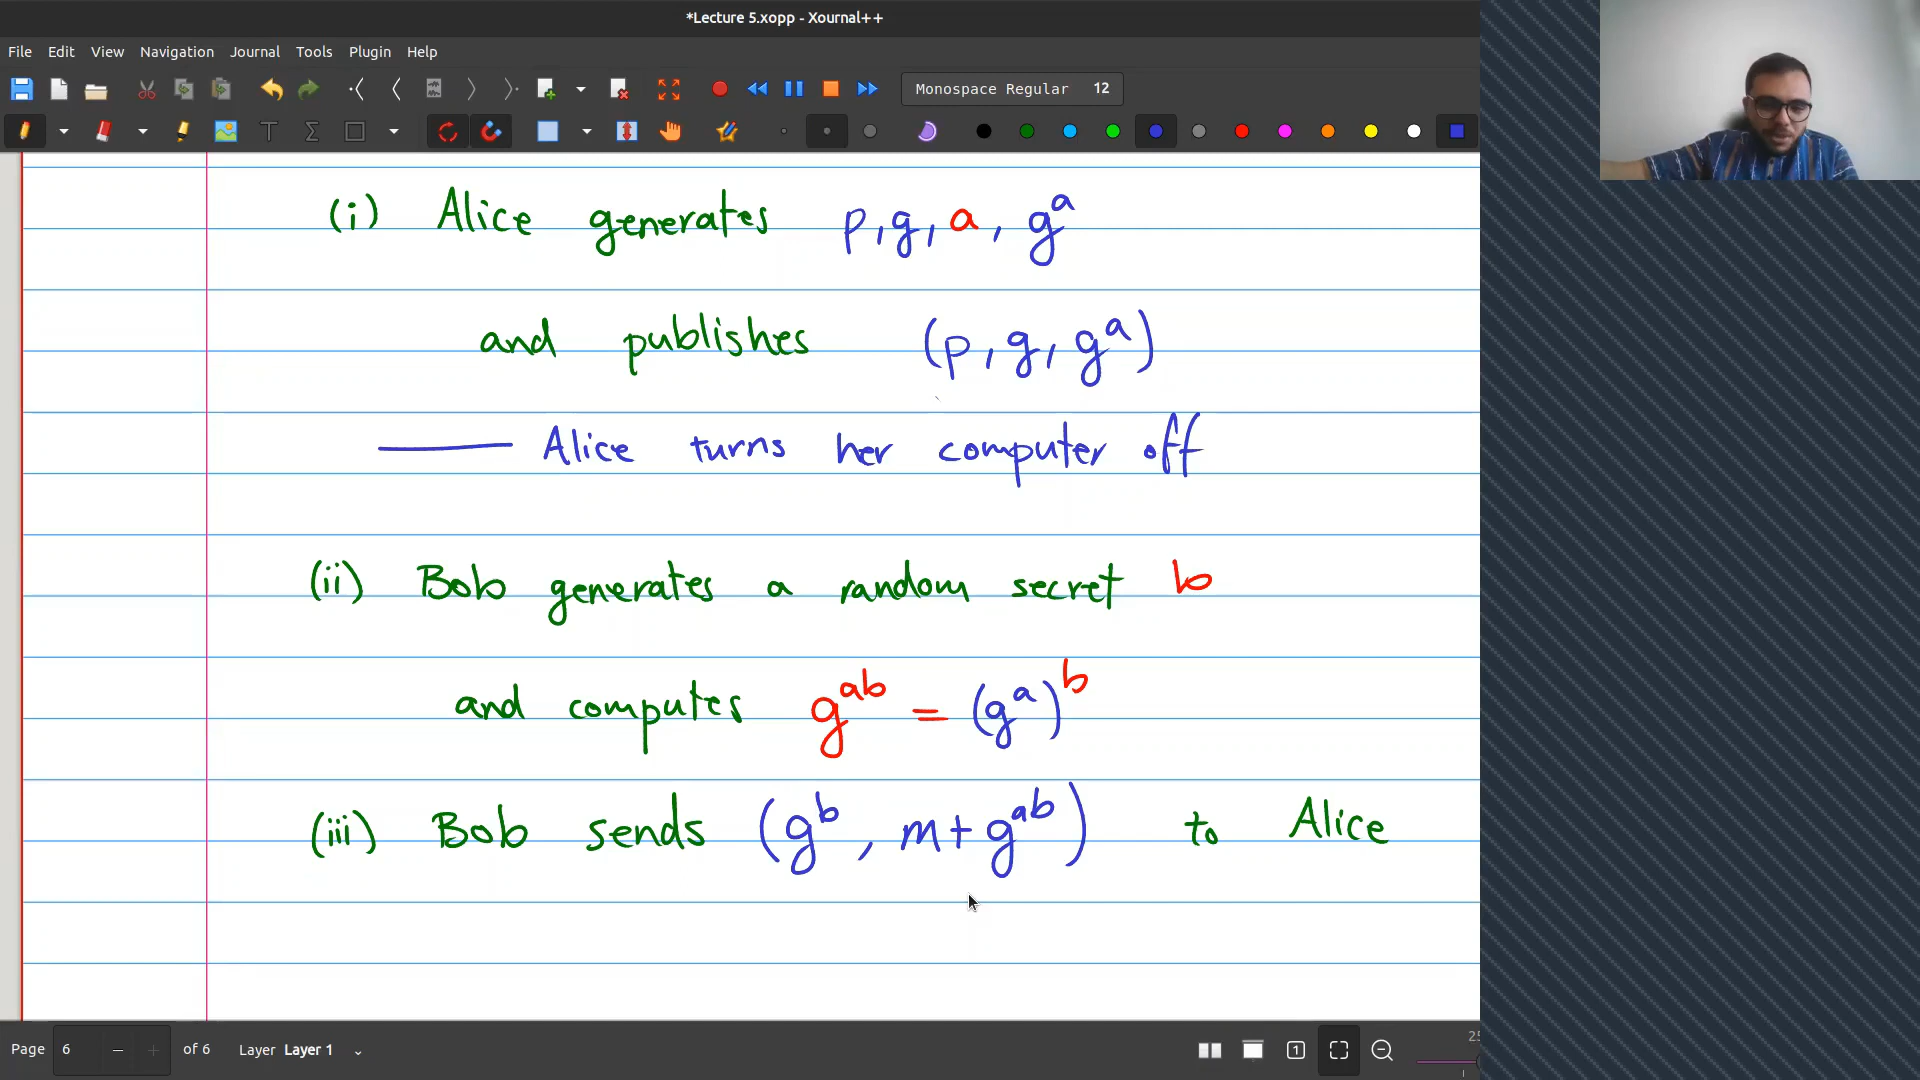 *Lecture 5.xopp - Xournal++
File Edit View Navigation Journal Tools Plugin Help
Monospace Regular 12
(i) Alice generates p, g, a, g^a
and publishes (p, g, g^a)
—— Alice turns her computer off
(ii) Bob generates a random secret b
and computes g^ab = (g^a)^b
(iii) Bob sends (g^b, m + g^ab) to Alice
Page 6 of 6 Layer Layer 1